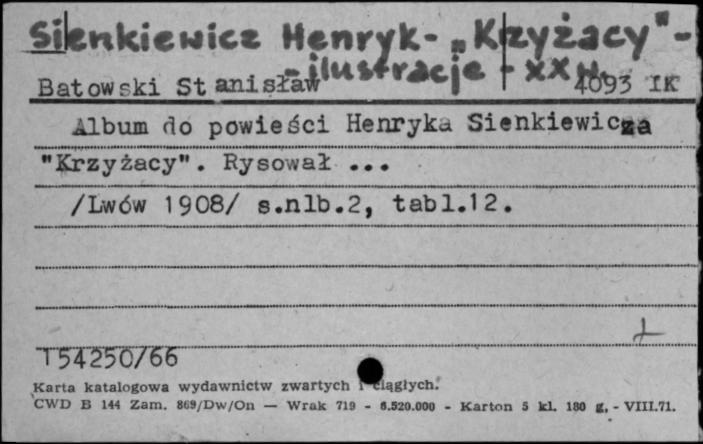 Sienkiewicz Henryk - „Krzyżacy" -
- ilustracje - XX w.
Batowski Stanisław 4093 IK
Album do powieści Henryka Sienkiewicza
"Krzyżacy". Rysował ...
/Lwów 1908/ s.nlb.2, tabl.12.
154250/66
Karta katalogowa wydawnictw zwartych i ciągłych.
CWD B 144 Zam. 869/Dw/On — Wrak 719 - 6.520.000 - Karton 5 kl. 180 g, - VIII.71.